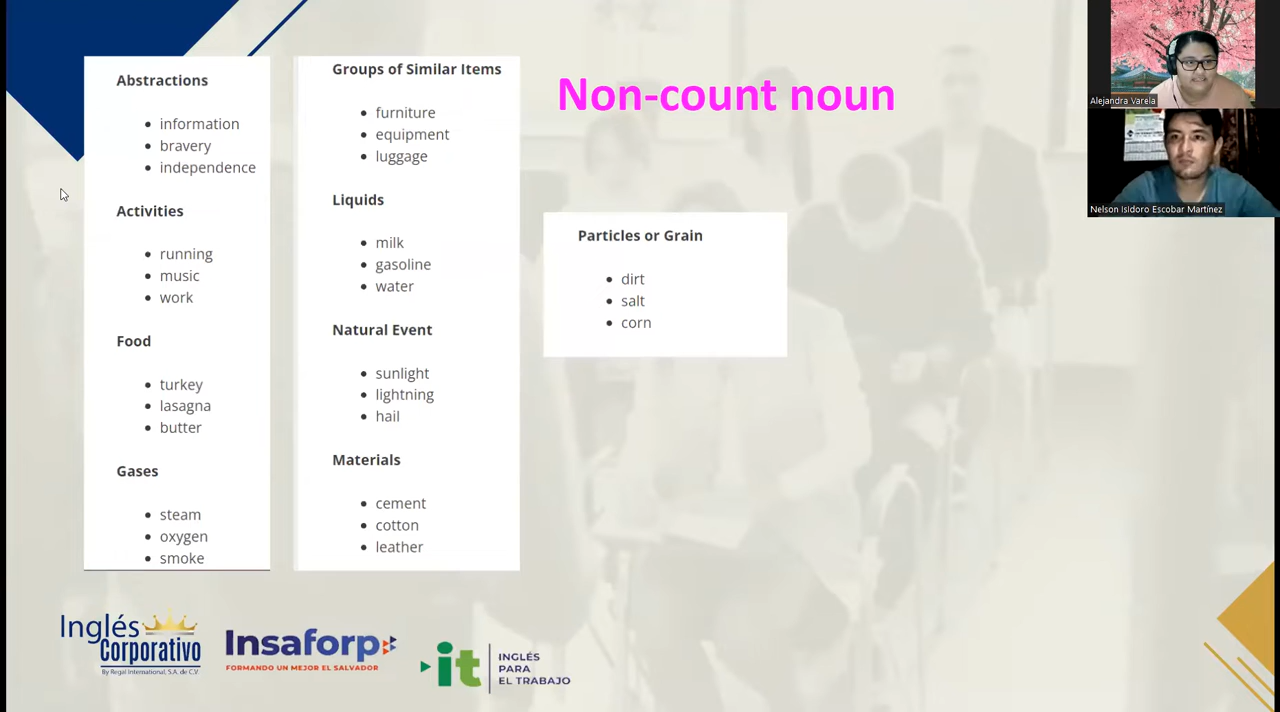 Abstractions
information
bravery
independence
Activities
running
music
work
Food
turkey
lasagna
butter
Gases
steam
oxygen
smoke
Groups of Similar Items
furniture
equipment
luggage
Liquids
milk
gasoline
water
Natural Event
sunlight
lightning
hail
Materials
cement
cotton
leather
Non-count noun
Particles or Grain
dirt
salt
corn
Alejandra Varela
Nelson Isidoro Escobar Martínez
Inglés
Corporativo
By Regal International, S.A. de C.V.
Insaforp
FORMANDO UN MEJOR EL SALVADOR
it
INGLÉS
PARA
EL TRABAJO